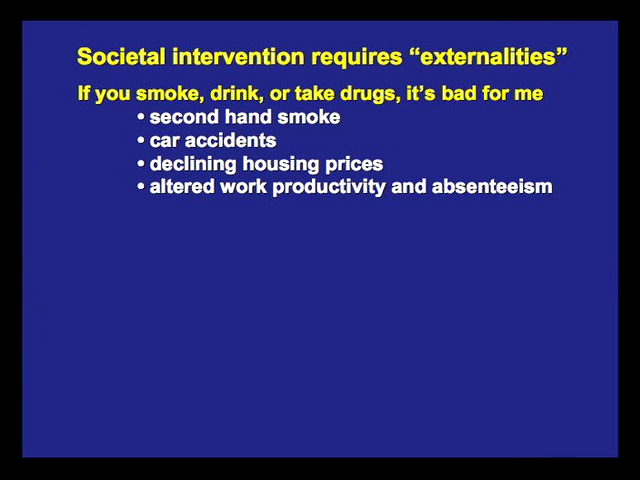 Societal intervention requires “externalities”
If you smoke, drink, or take drugs, it’s bad for me
• second hand smoke
• car accidents
• declining housing prices
• altered work productivity and absenteeism